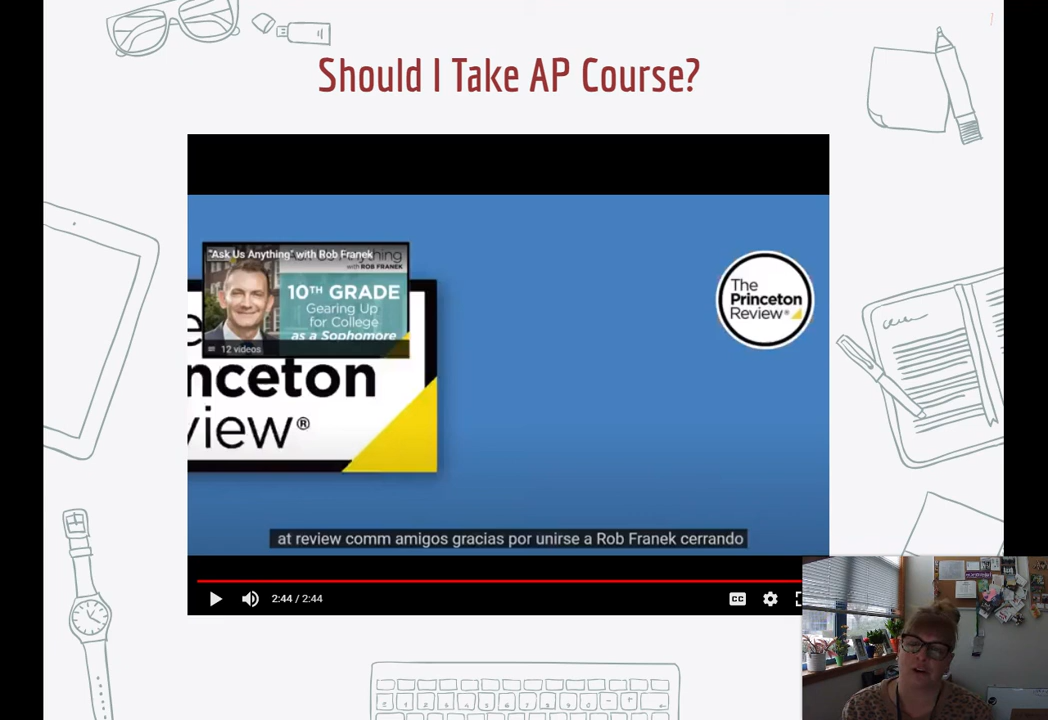 1
Should I Take AP Course?
"Ask Us Anything" with Rob Franek
with ROB FRANEK
10TH GRADE
Gearing Up
for College
as a Sophomore
12 videos
The
Princeton
Review®
nceton
view®
at review comm amigos gracias por unirse a Rob Franek cerrando
2:44 / 2:44
CC